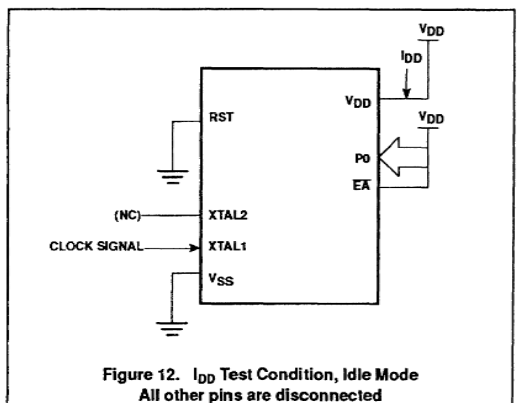 VDD
IDD
VDD
RST
VDD
P0
EA
(NC)
XTAL2
CLOCK SIGNAL
XTAL1
VSS
Figure 12. IDD Test Condition, Idle Mode
All other pins are disconnected